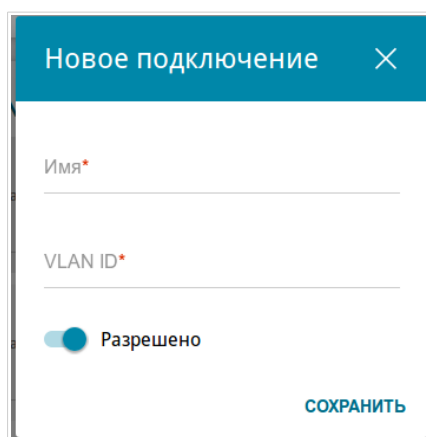 Новое подключение
Имя*
VLAN ID*
Разрешено
СОХРАНИТЬ